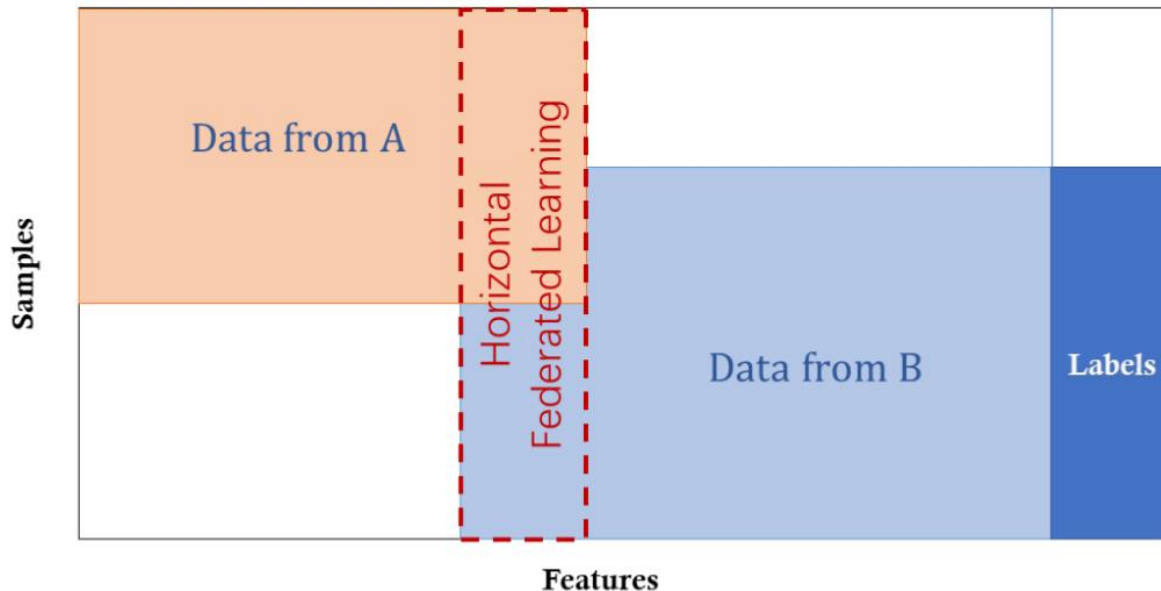 Data from A
Horizontal
Federated Learning
Samples
Data from B
Labels
Features